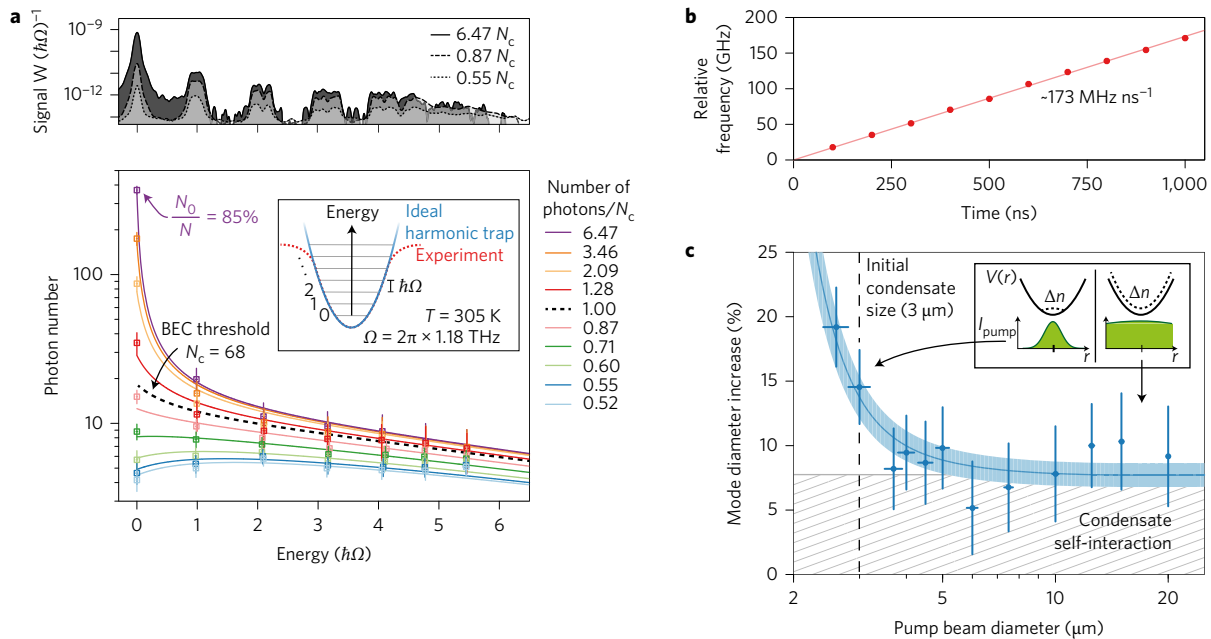 a
Signal W (ℏΩ)⁻¹
10⁻⁹
10⁻¹²
6.47 Nc
0.87 Nc
0.55 Nc
Photon number
100
10
N₀/N = 85%
BEC threshold
Nc = 68
Energy
Ideal
harmonic trap
Experiment
ℏΩ
2
1
0
T = 305 K
Ω = 2π × 1.18 THz
0 1 2 3 4 5 6
Energy (ℏΩ)
Number of
photons/Nc
6.47
3.46
2.09
1.28
1.00
0.87
0.71
0.60
0.55
0.52
b
Relative
frequency (GHz)
200
150
100
50
0
~173 MHz ns⁻¹
0 250 500 750 1,000
Time (ns)
c
Mode diameter increase (%)
25
20
15
10
5
0
Initial
condensate
size (3 μm)
V(r)
Δn
Δn
Ipump
r
r
Condensate
self-interaction
2 5 10 20
Pump beam diameter (μm)